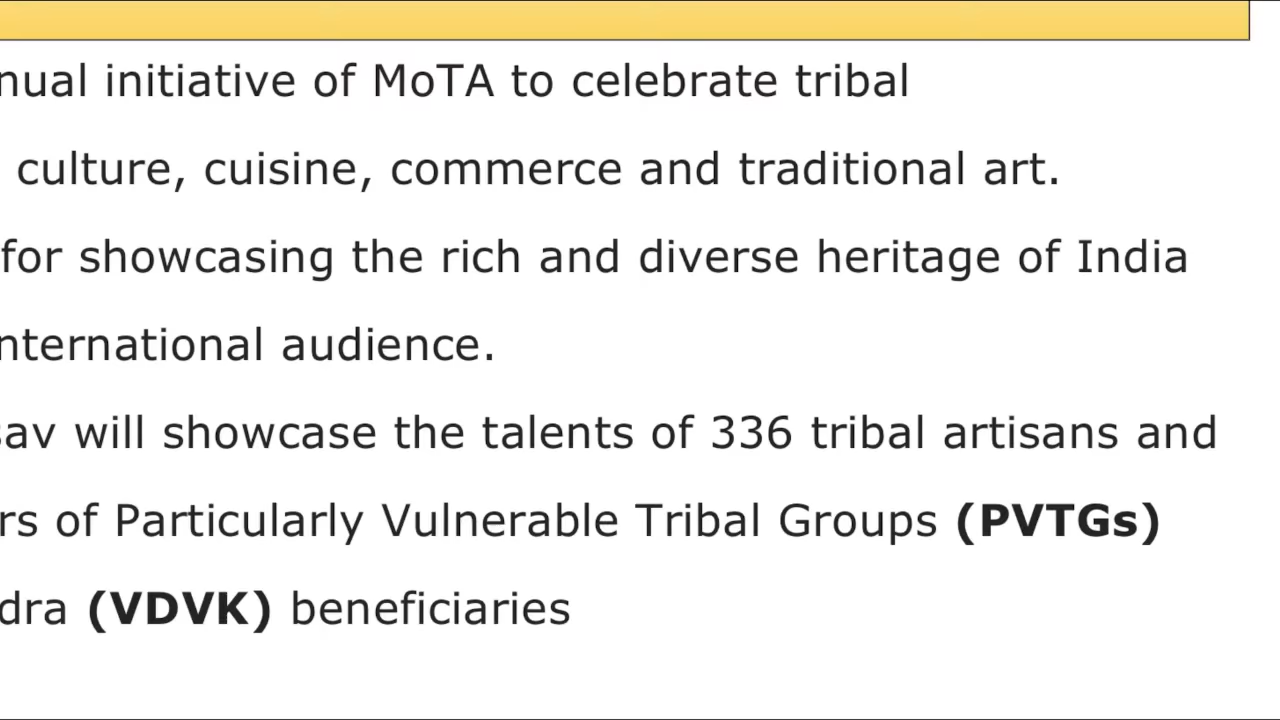 nual initiative of MoTA to celebrate tribal
culture, cuisine, commerce and traditional art.
for showcasing the rich and diverse heritage of India
nternational audience.
sav will showcase the talents of 336 tribal artisans and
rs of Particularly Vulnerable Tribal Groups (PVTGs)
dra (VDVK) beneficiaries